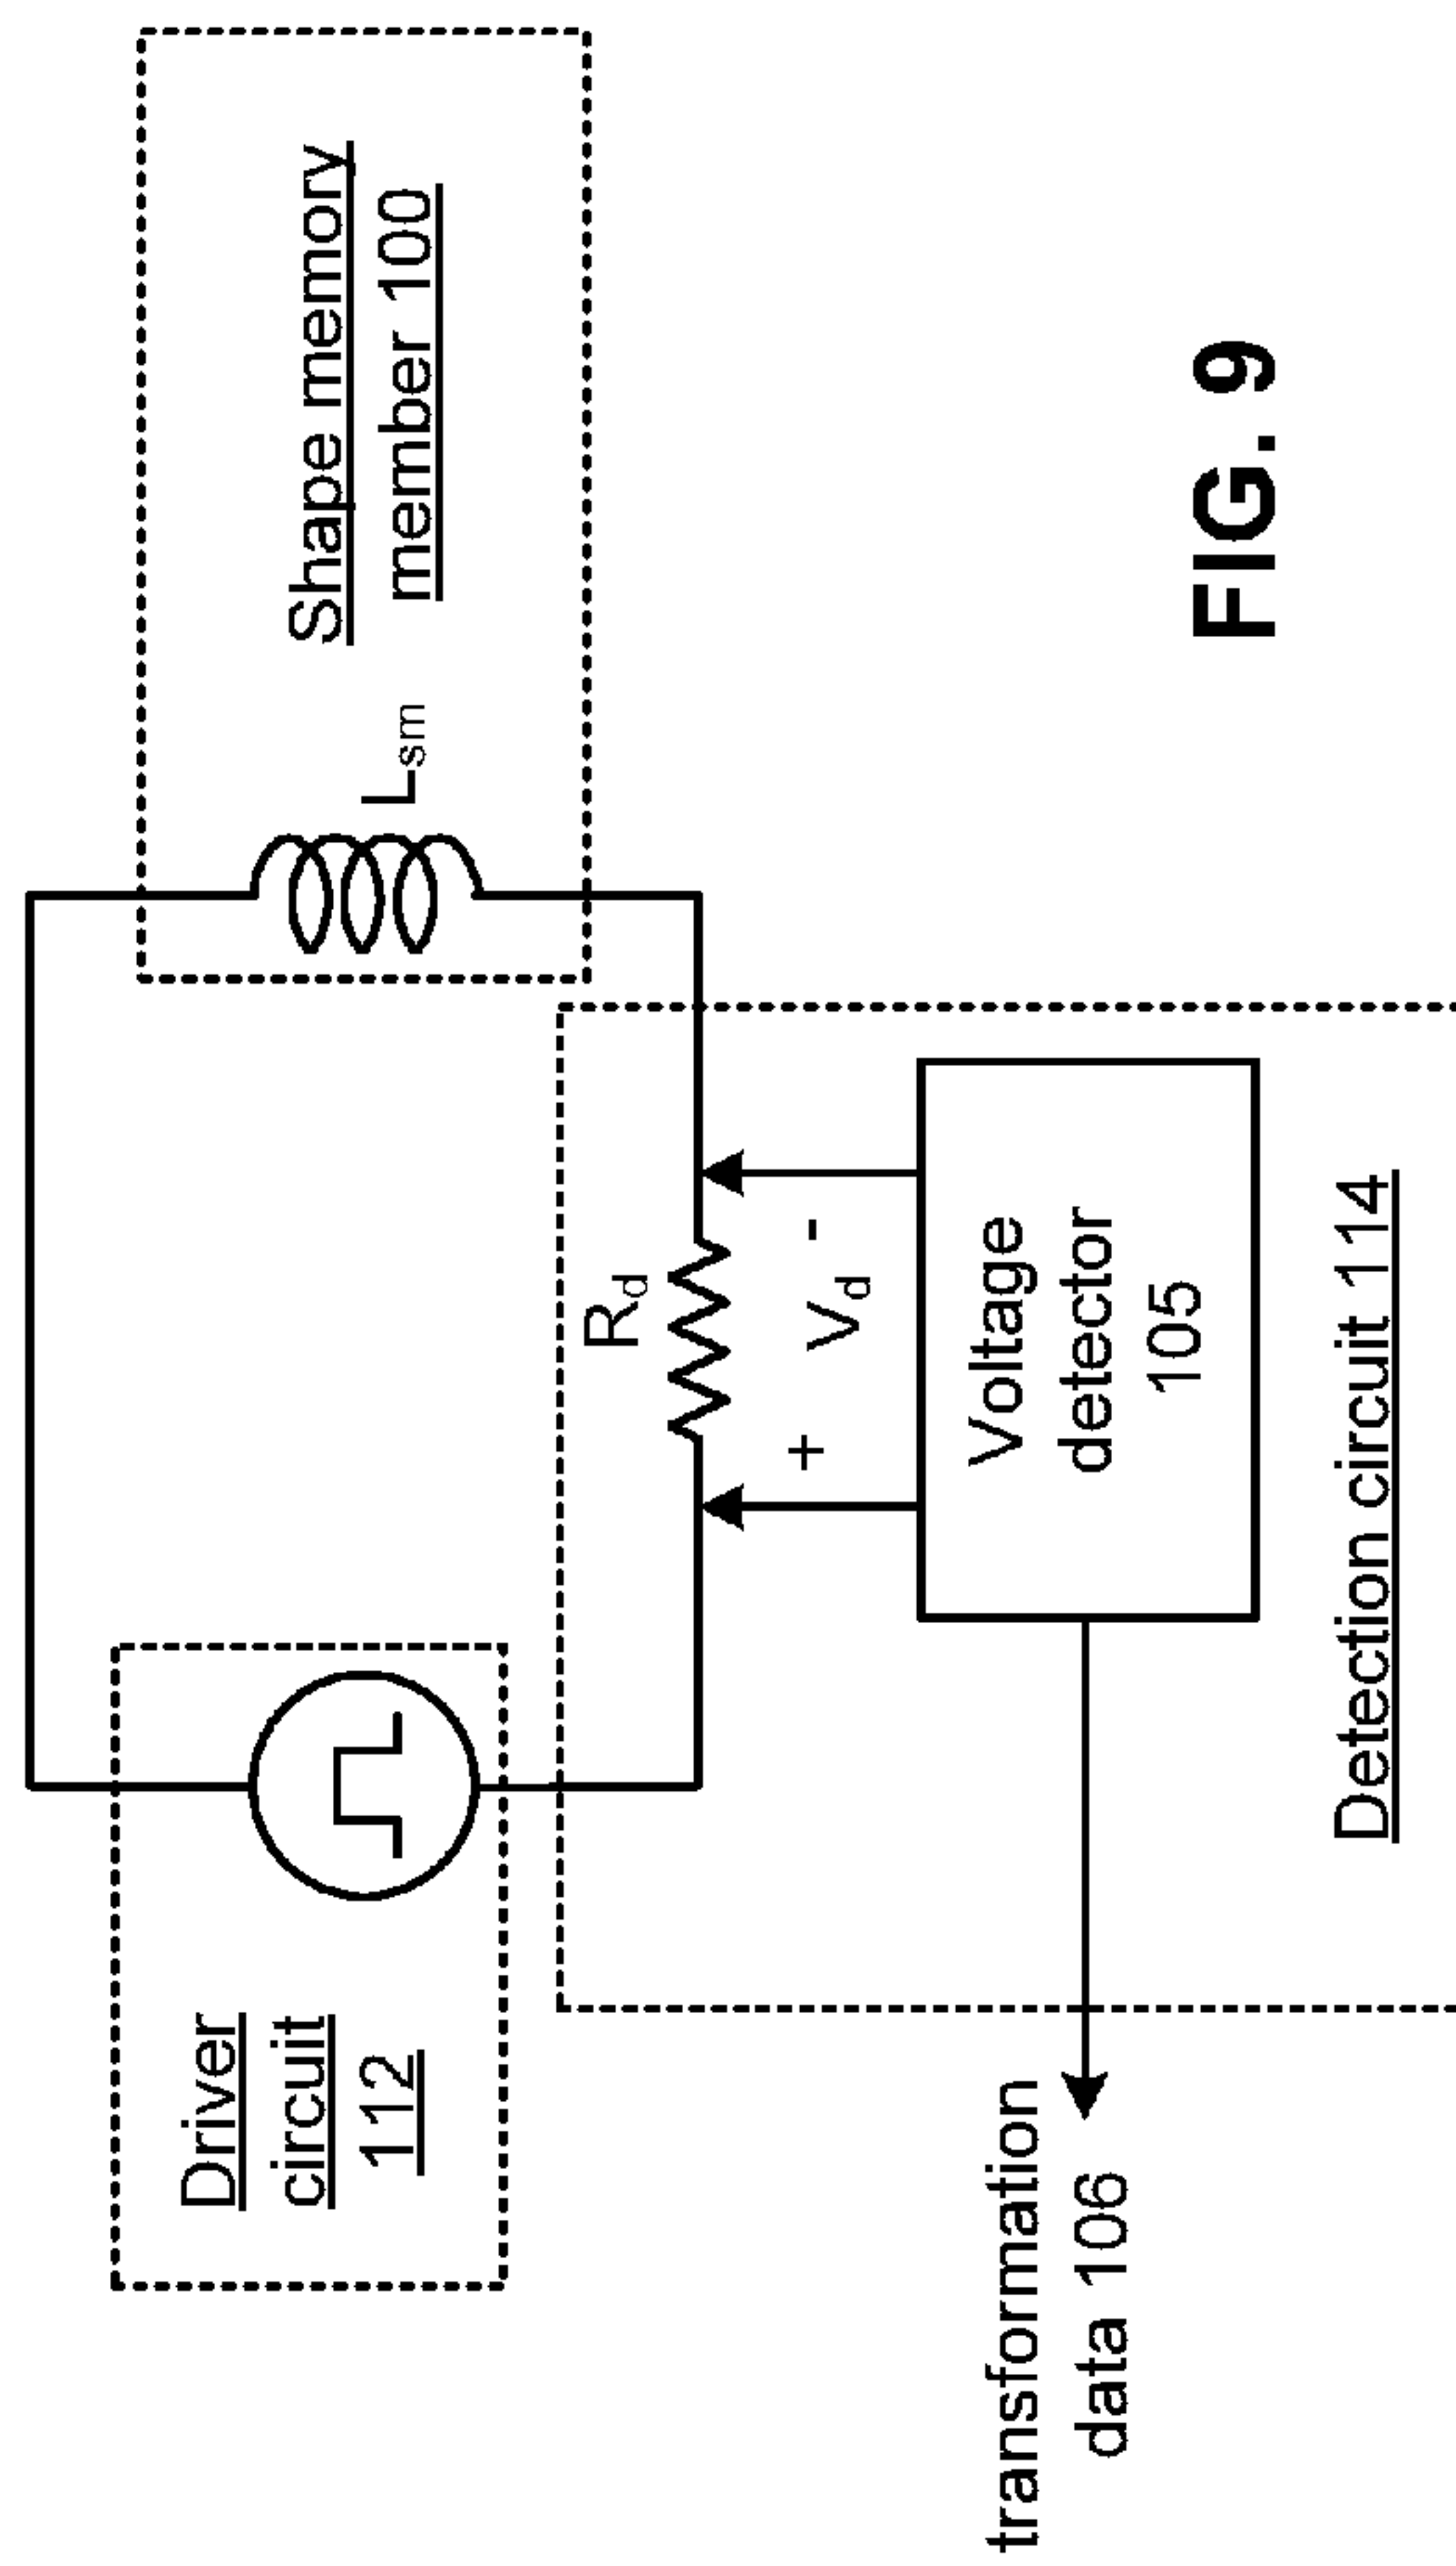 Driver
circuit
112
Shape memory
member 100
Lsm
Rd
+ Vd -
Voltage
detector
105
transformation
data 106
Detection circuit 114
FIG. 9